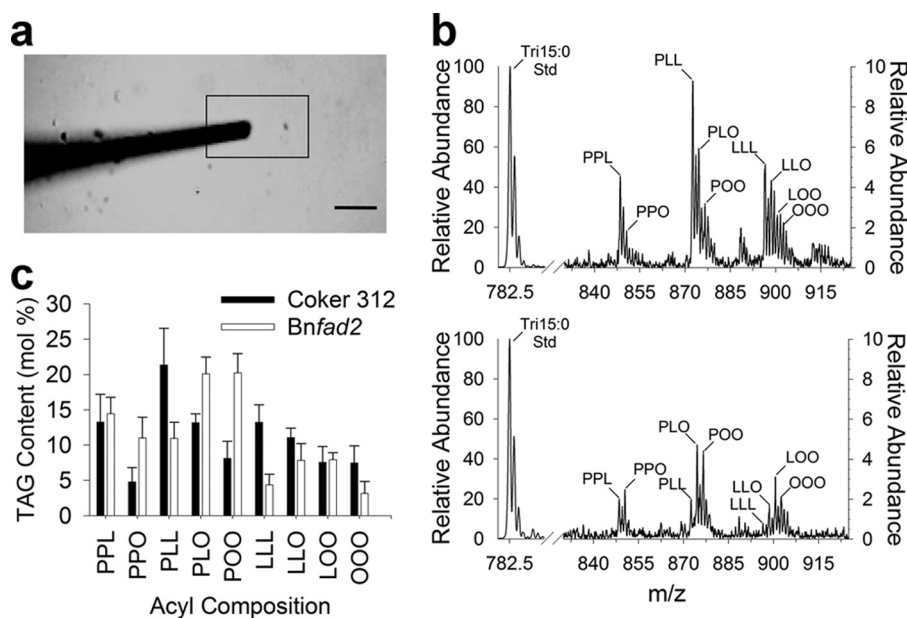 a
b
Tri15:0
Std
PPL
PPO
PLL
PLO
POO
LLL
LLO
LOO
OOO
Relative Abundance
100
80
60
40
20
0
10
8
6
4
2
0
Relative Abundance
782.5 840 855 870 885 900 915
Tri15:0
Std
PPL
PPO
PLL
PLO
POO
LLL
LLO
LOO
OOO
Relative Abundance
100
80
60
40
20
0
10
8
6
4
2
0
Relative Abundance
782.5 840 855 870 885 900 915
m/z
c
Coker 312
Bnfad2
TAG Content (mol %)
30
25
20
15
10
5
0
PPL PPO PLL PLO POO LLL LLO LOO OOO
Acyl Composition